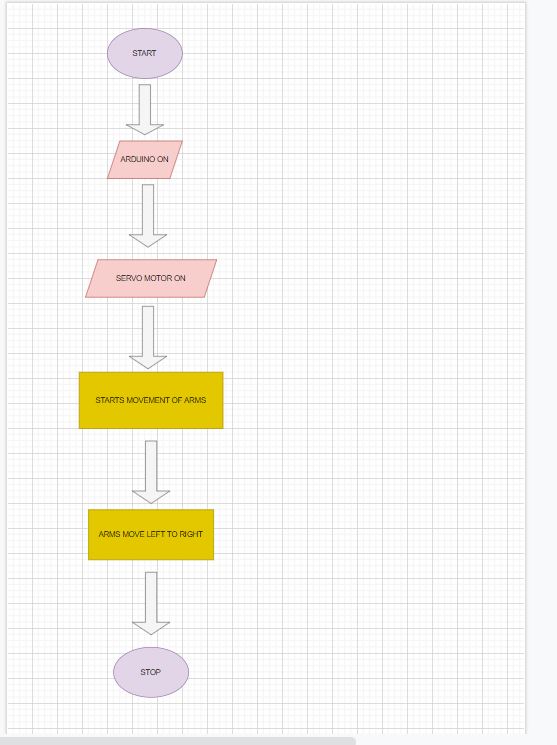 START
ARDUINO ON
SERVO MOTOR ON
STARTS MOVEMENT OF ARMS
ARMS MOVE LEFT TO RIGHT
STOP